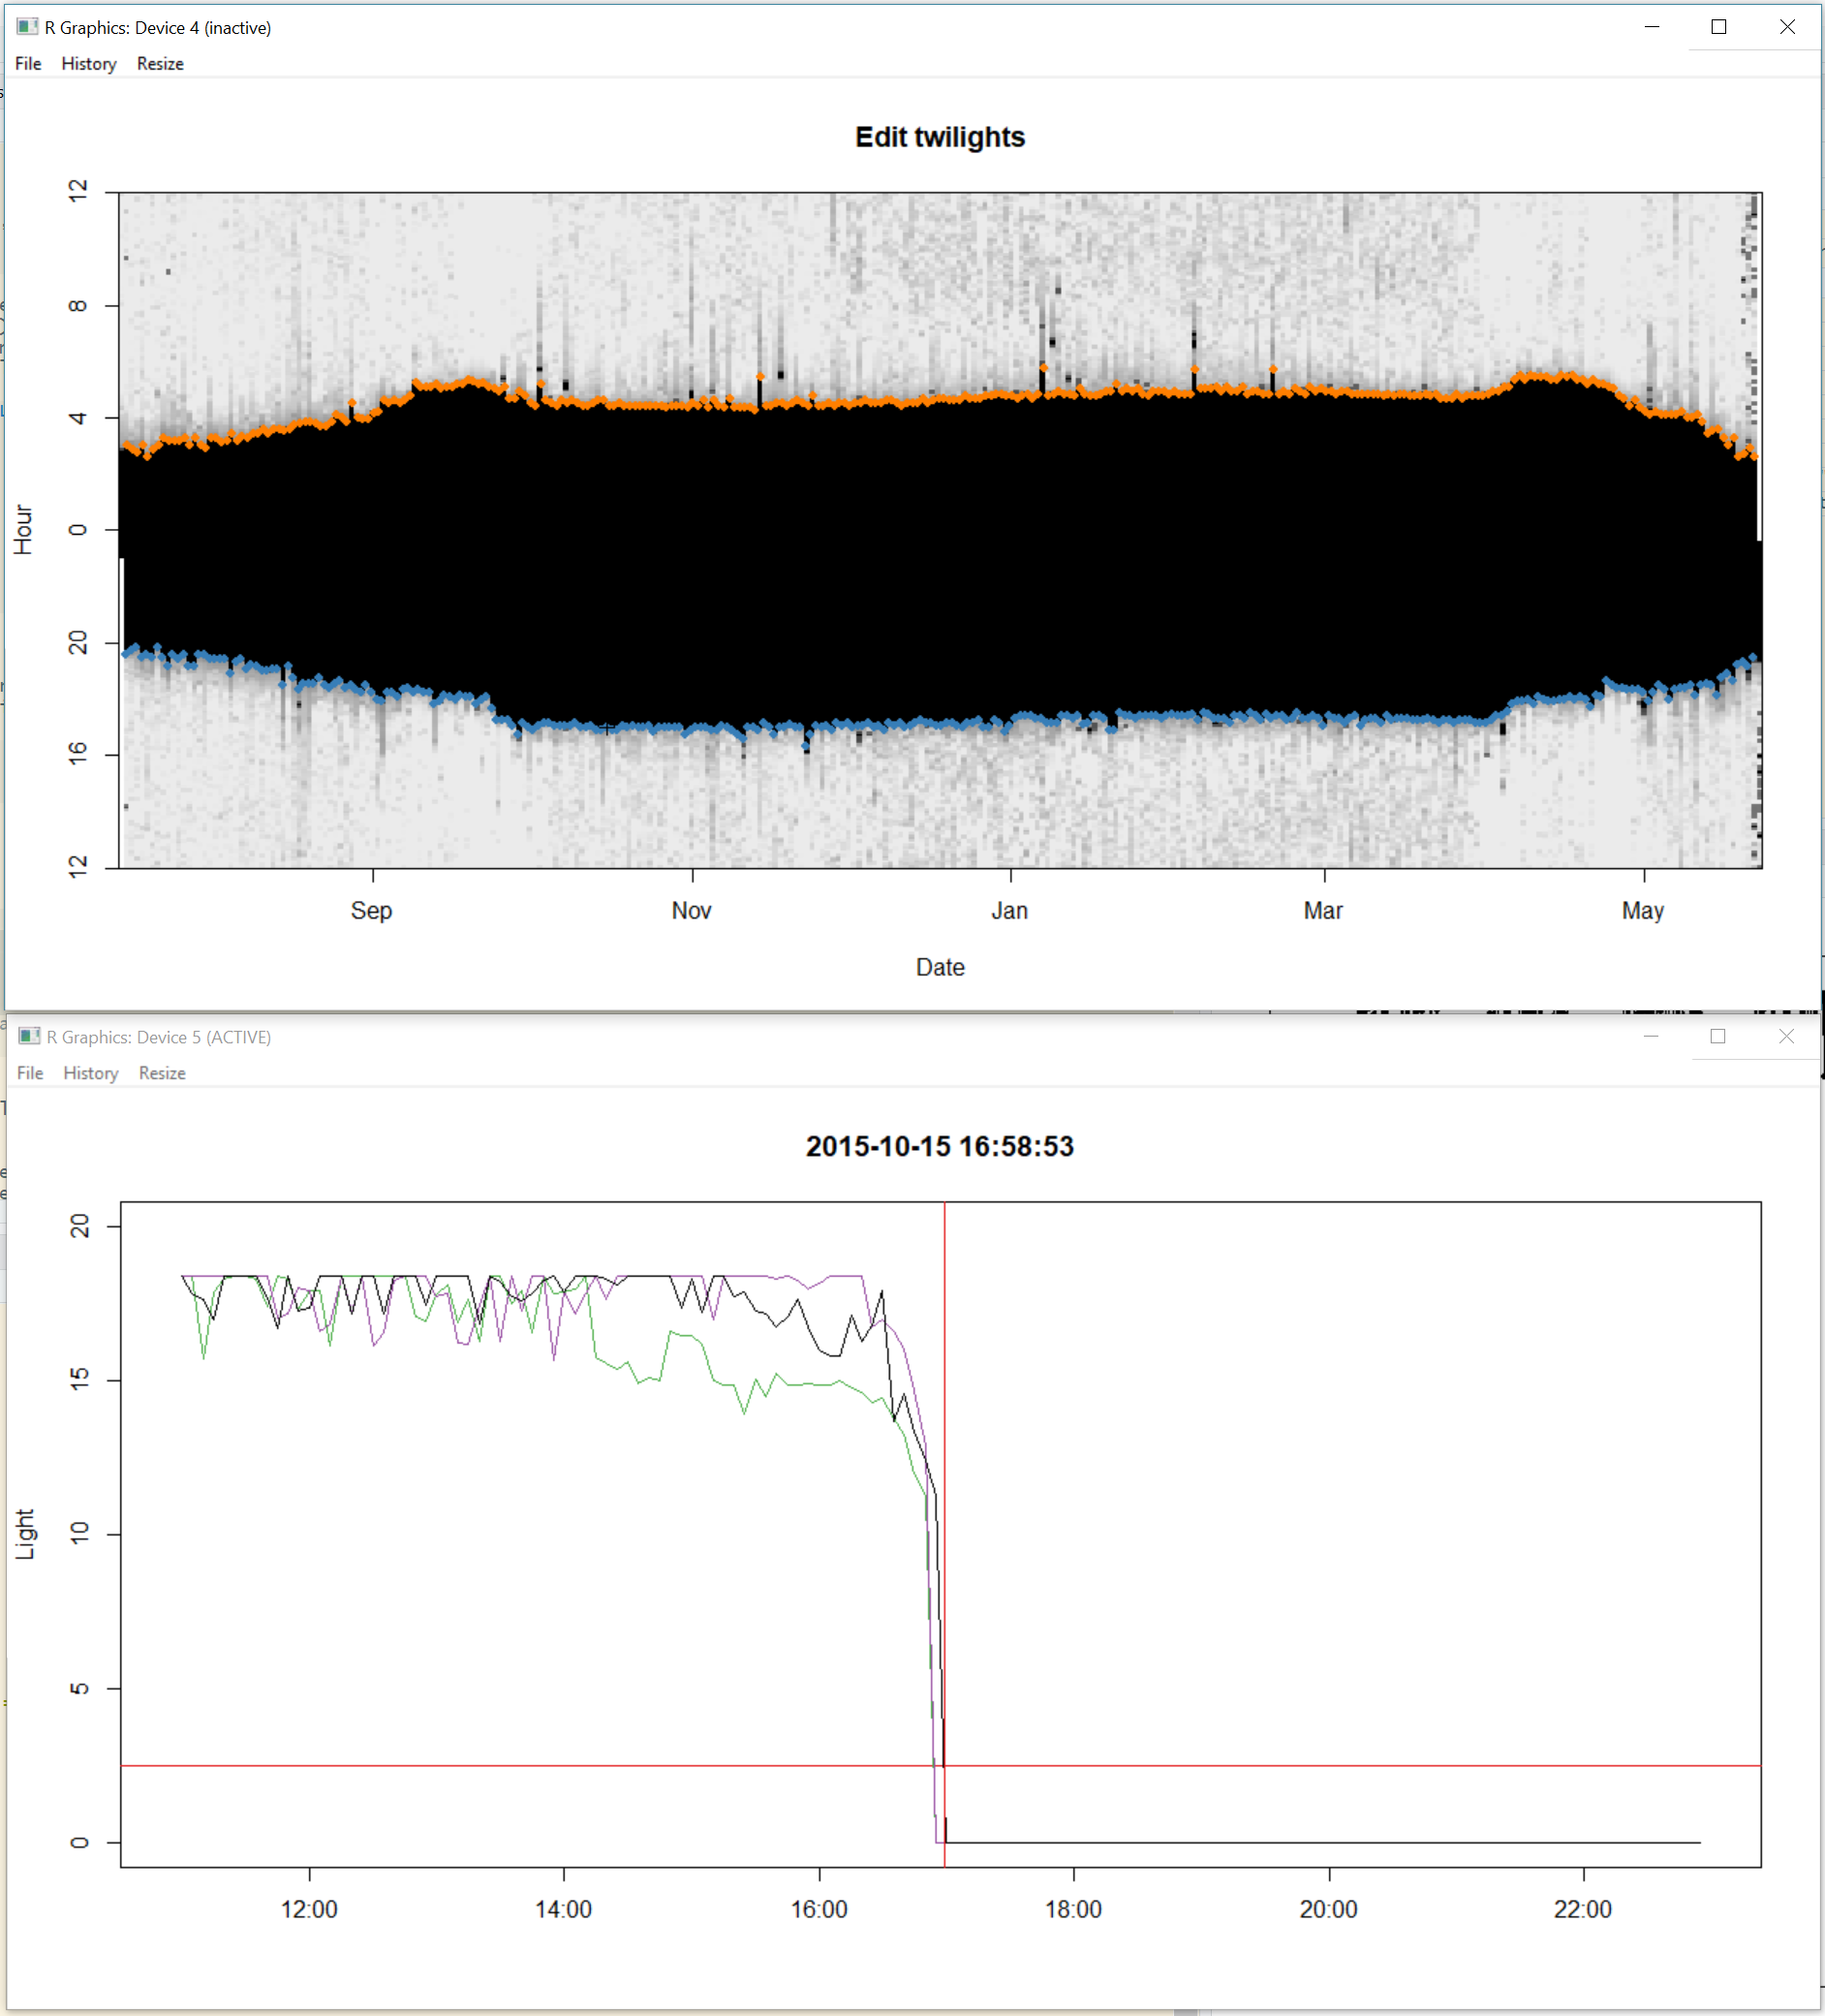 R Graphics: Device 4 (inactive)
File History Resize
Edit twilights
12
8
4
0
20
16
12
Hour
Sep Nov Jan Mar May
Date
R Graphics: Device 5 (ACTIVE)
File History Resize
2015-10-15 16:58:53
20
15
10
5
0
Light
12:00 14:00 16:00 18:00 20:00 22:00